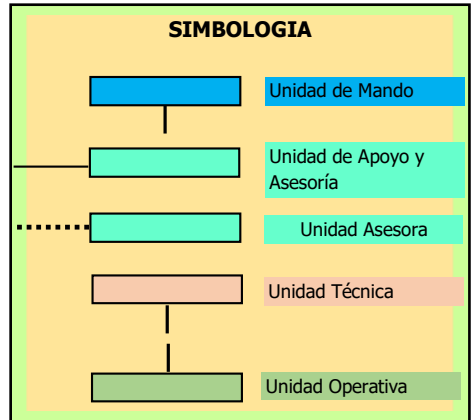 SIMBOLOGIA
Unidad de Mando
Unidad de Apoyo y
Asesoría
Unidad Asesora
Unidad Técnica
Unidad Operativa